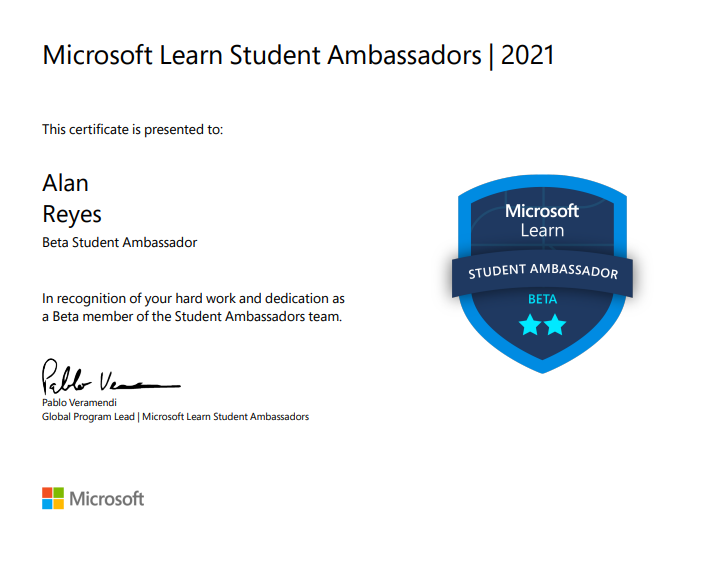 Microsoft Learn Student Ambassadors | 2021
This certificate is presented to:
Alan
Reyes
Beta Student Ambassador
In recognition of your hard work and dedication as
a Beta member of the Student Ambassadors team.
Pablo Vera
Pablo Veramendi
Global Program Lead | Microsoft Learn Student Ambassadors
Microsoft
Microsoft
Learn
STUDENT AMBASSADOR
BETA